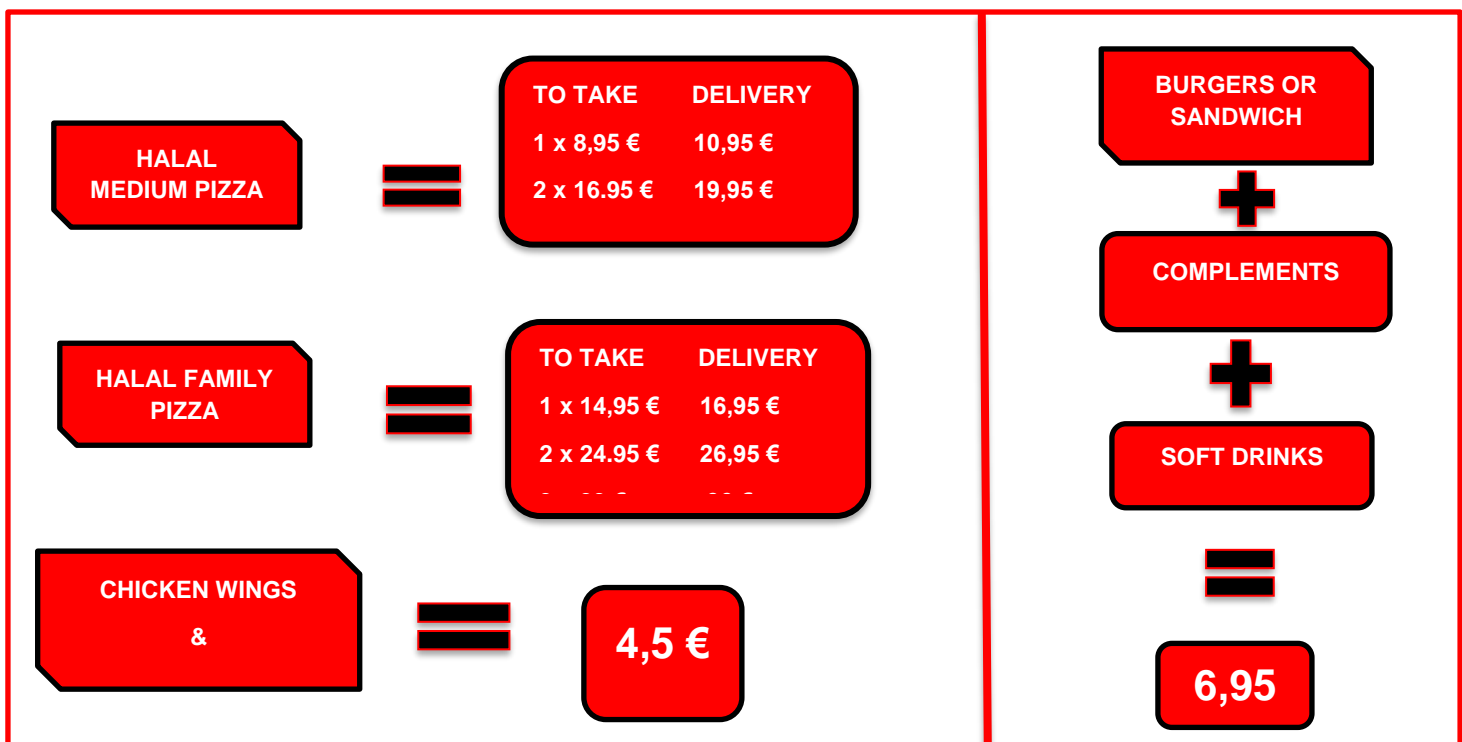 HALAL
MEDIUM PIZZA
TO TAKE DELIVERY
1 x 8,95 € 10,95 €
2 x 16.95 € 19,95 €
HALAL FAMILY
PIZZA
TO TAKE DELIVERY
1 x 14,95 € 16,95 €
2 x 24.95 € 26,95 €
CHICKEN WINGS
&
4,5 €
BURGERS OR
SANDWICH
COMPLEMENTS
SOFT DRINKS
6,95